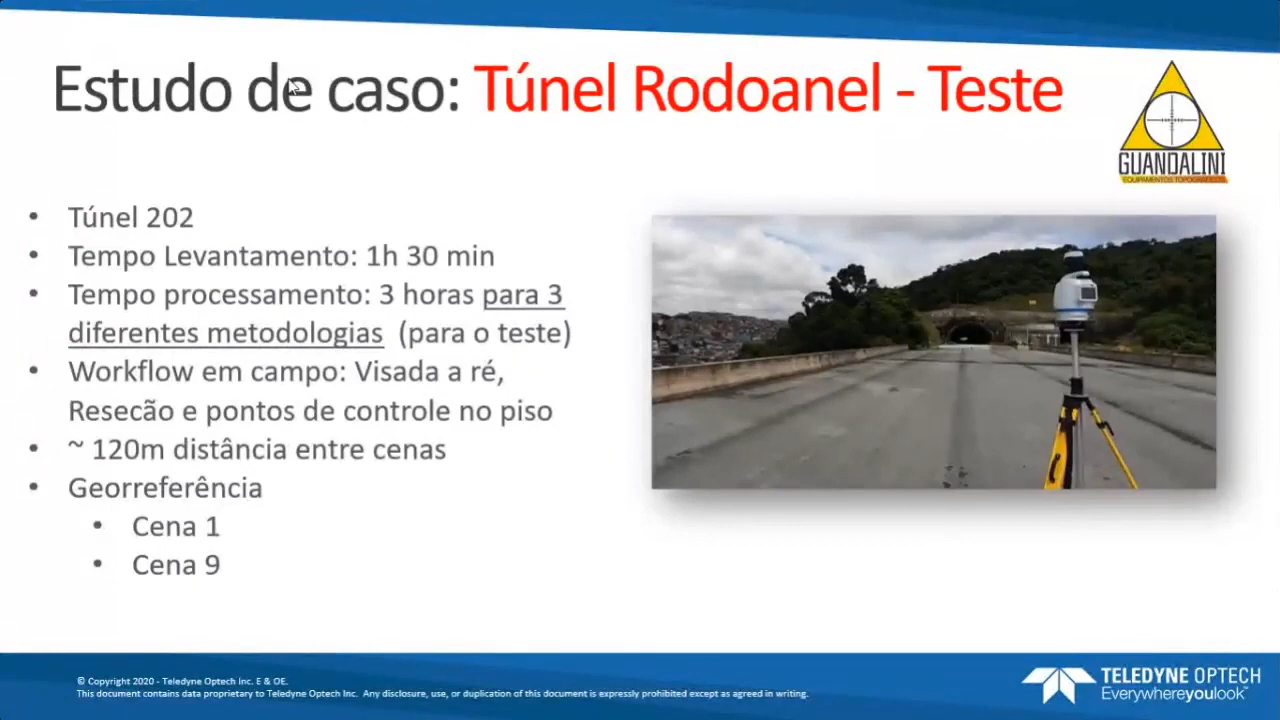 Estudo de caso: Túnel Rodoanel - Teste
GUANDALINI
EQUIPAMENTOS TOPOGRÁFICOS
• Túnel 202
• Tempo Levantamento: 1h 30 min
• Tempo processamento: 3 horas para 3
diferentes metodologias (para o teste)
• Workflow em campo: Visada a ré,
Resecão e pontos de controle no piso
• ~ 120m distância entre cenas
• Georreferência
• Cena 1
• Cena 9
© Copyright 2020 - Teledyne Optech Inc. E & OE.
This document contains data proprietary to Teledyne Optech Inc. Any disclosure, use, or duplication of this document is expressly prohibited except as agreed in writing.
TELEDYNE OPTECH
Everywhereyoulook™